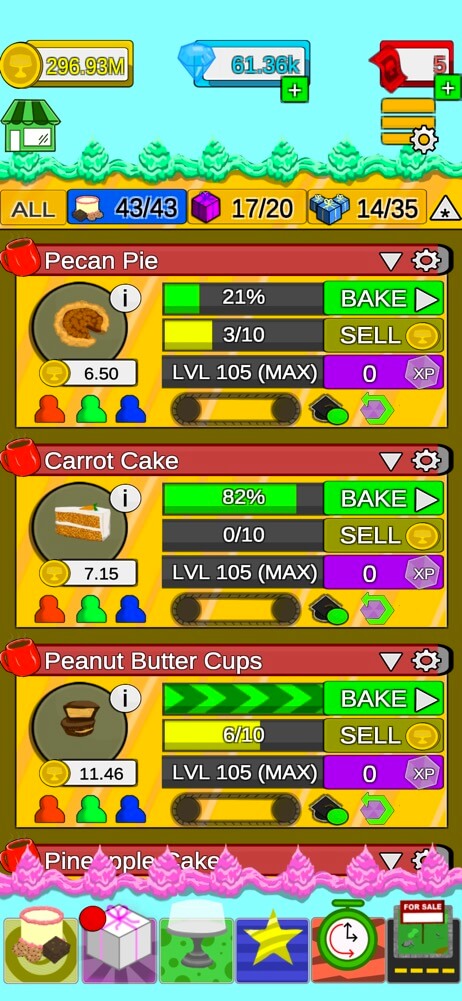 296.93M 61.36k 5
ALL 43/43 17/20 14/35
Pecan Pie
i 21% BAKE
3/10 SELL
6.50 LVL 105 (MAX) 0 XP
Carrot Cake
i 82% BAKE
0/10 SELL
7.15 LVL 105 (MAX) 0 XP
Peanut Butter Cups
i BAKE
6/10 SELL
11.46 LVL 105 (MAX) 0 XP
Pineapple Cake
FOR SALE